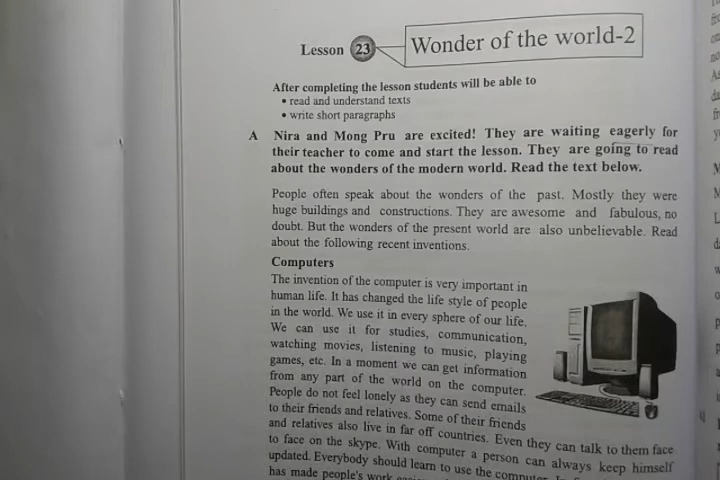 Lesson 23 Wonder of the world-2
After completing the lesson students will be able to
• read and understand texts
• write short paragraphs
A Nira and Mong Pru are excited! They are waiting eagerly for
their teacher to come and start the lesson. They are going to read
about the wonders of the modern world. Read the text below.
People often speak about the wonders of the past. Mostly they were
huge buildings and constructions. They are awesome and fabulous, no
doubt. But the wonders of the present world are also unbelievable. Read
about the following recent inventions.
Computers
The invention of the computer is very important in
human life. It has changed the life style of people
in the world. We use it in every sphere of our life.
We can use it for studies, communication,
watching movies, listening to music, playing
games, etc. In a moment we can get information
from any part of the world on the computer.
People do not feel lonely as they can send emails
to their friends and relatives. Some of their friends
and relatives also live in far off countries. Even they can talk to them face
to face on the skype. With computer a person can always keep himself
updated. Everybody should learn to use the computer.
has made people's work